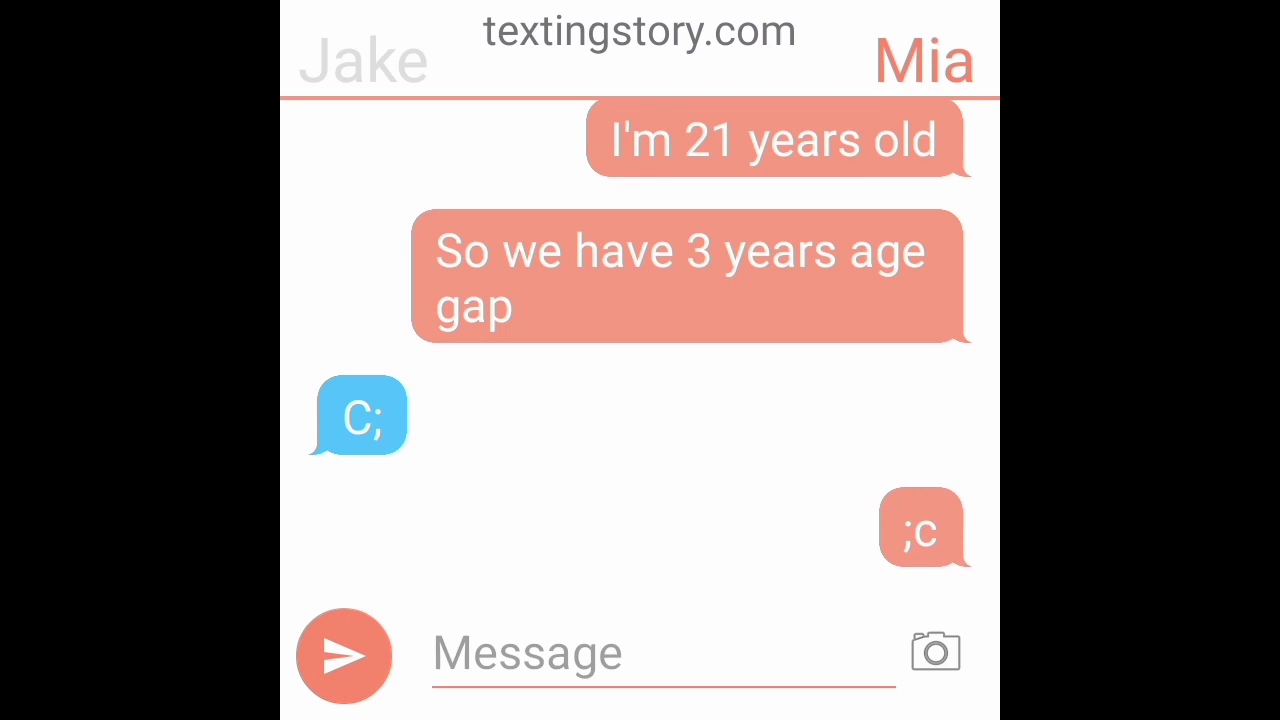 textingstory.com
Jake
Mia
I'm 21 years old
So we have 3 years age
gap
C;
;c
Message